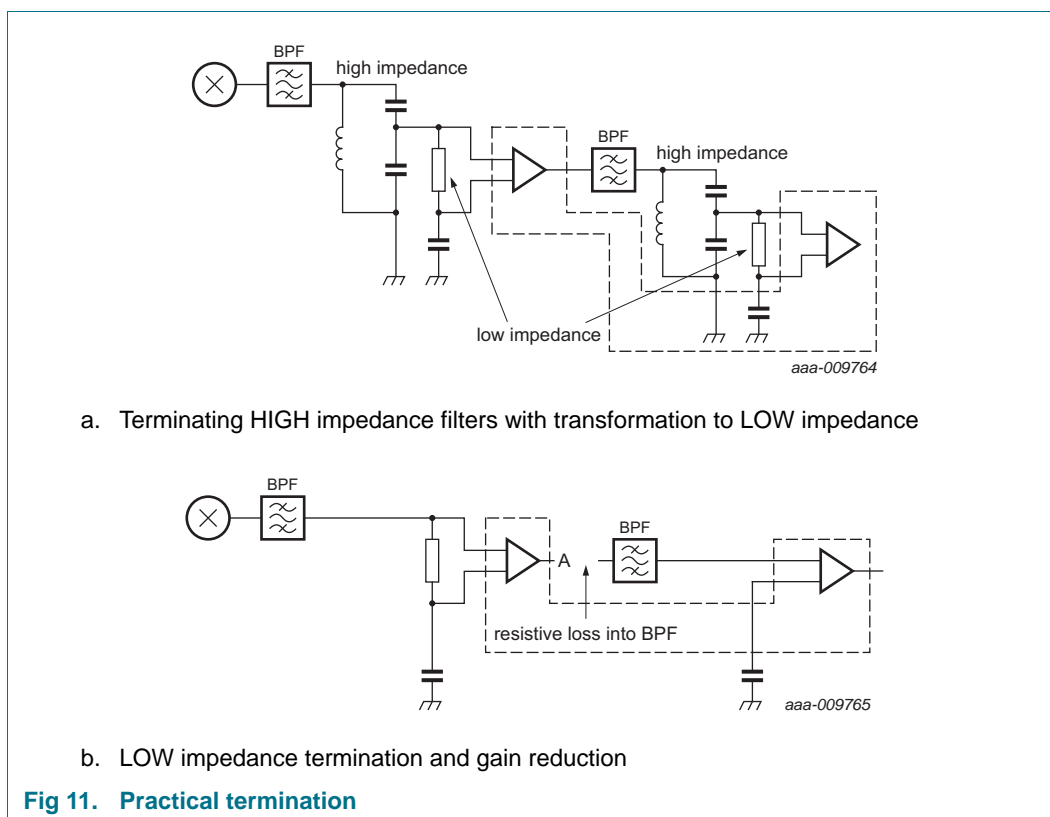 BPF
high impedance
BPF
high impedance
low impedance
aaa-009764
a. Terminating HIGH impedance filters with transformation to LOW impedance
BPF
BPF
A
resistive loss into BPF
aaa-009765
b. LOW impedance termination and gain reduction
Fig 11. Practical termination